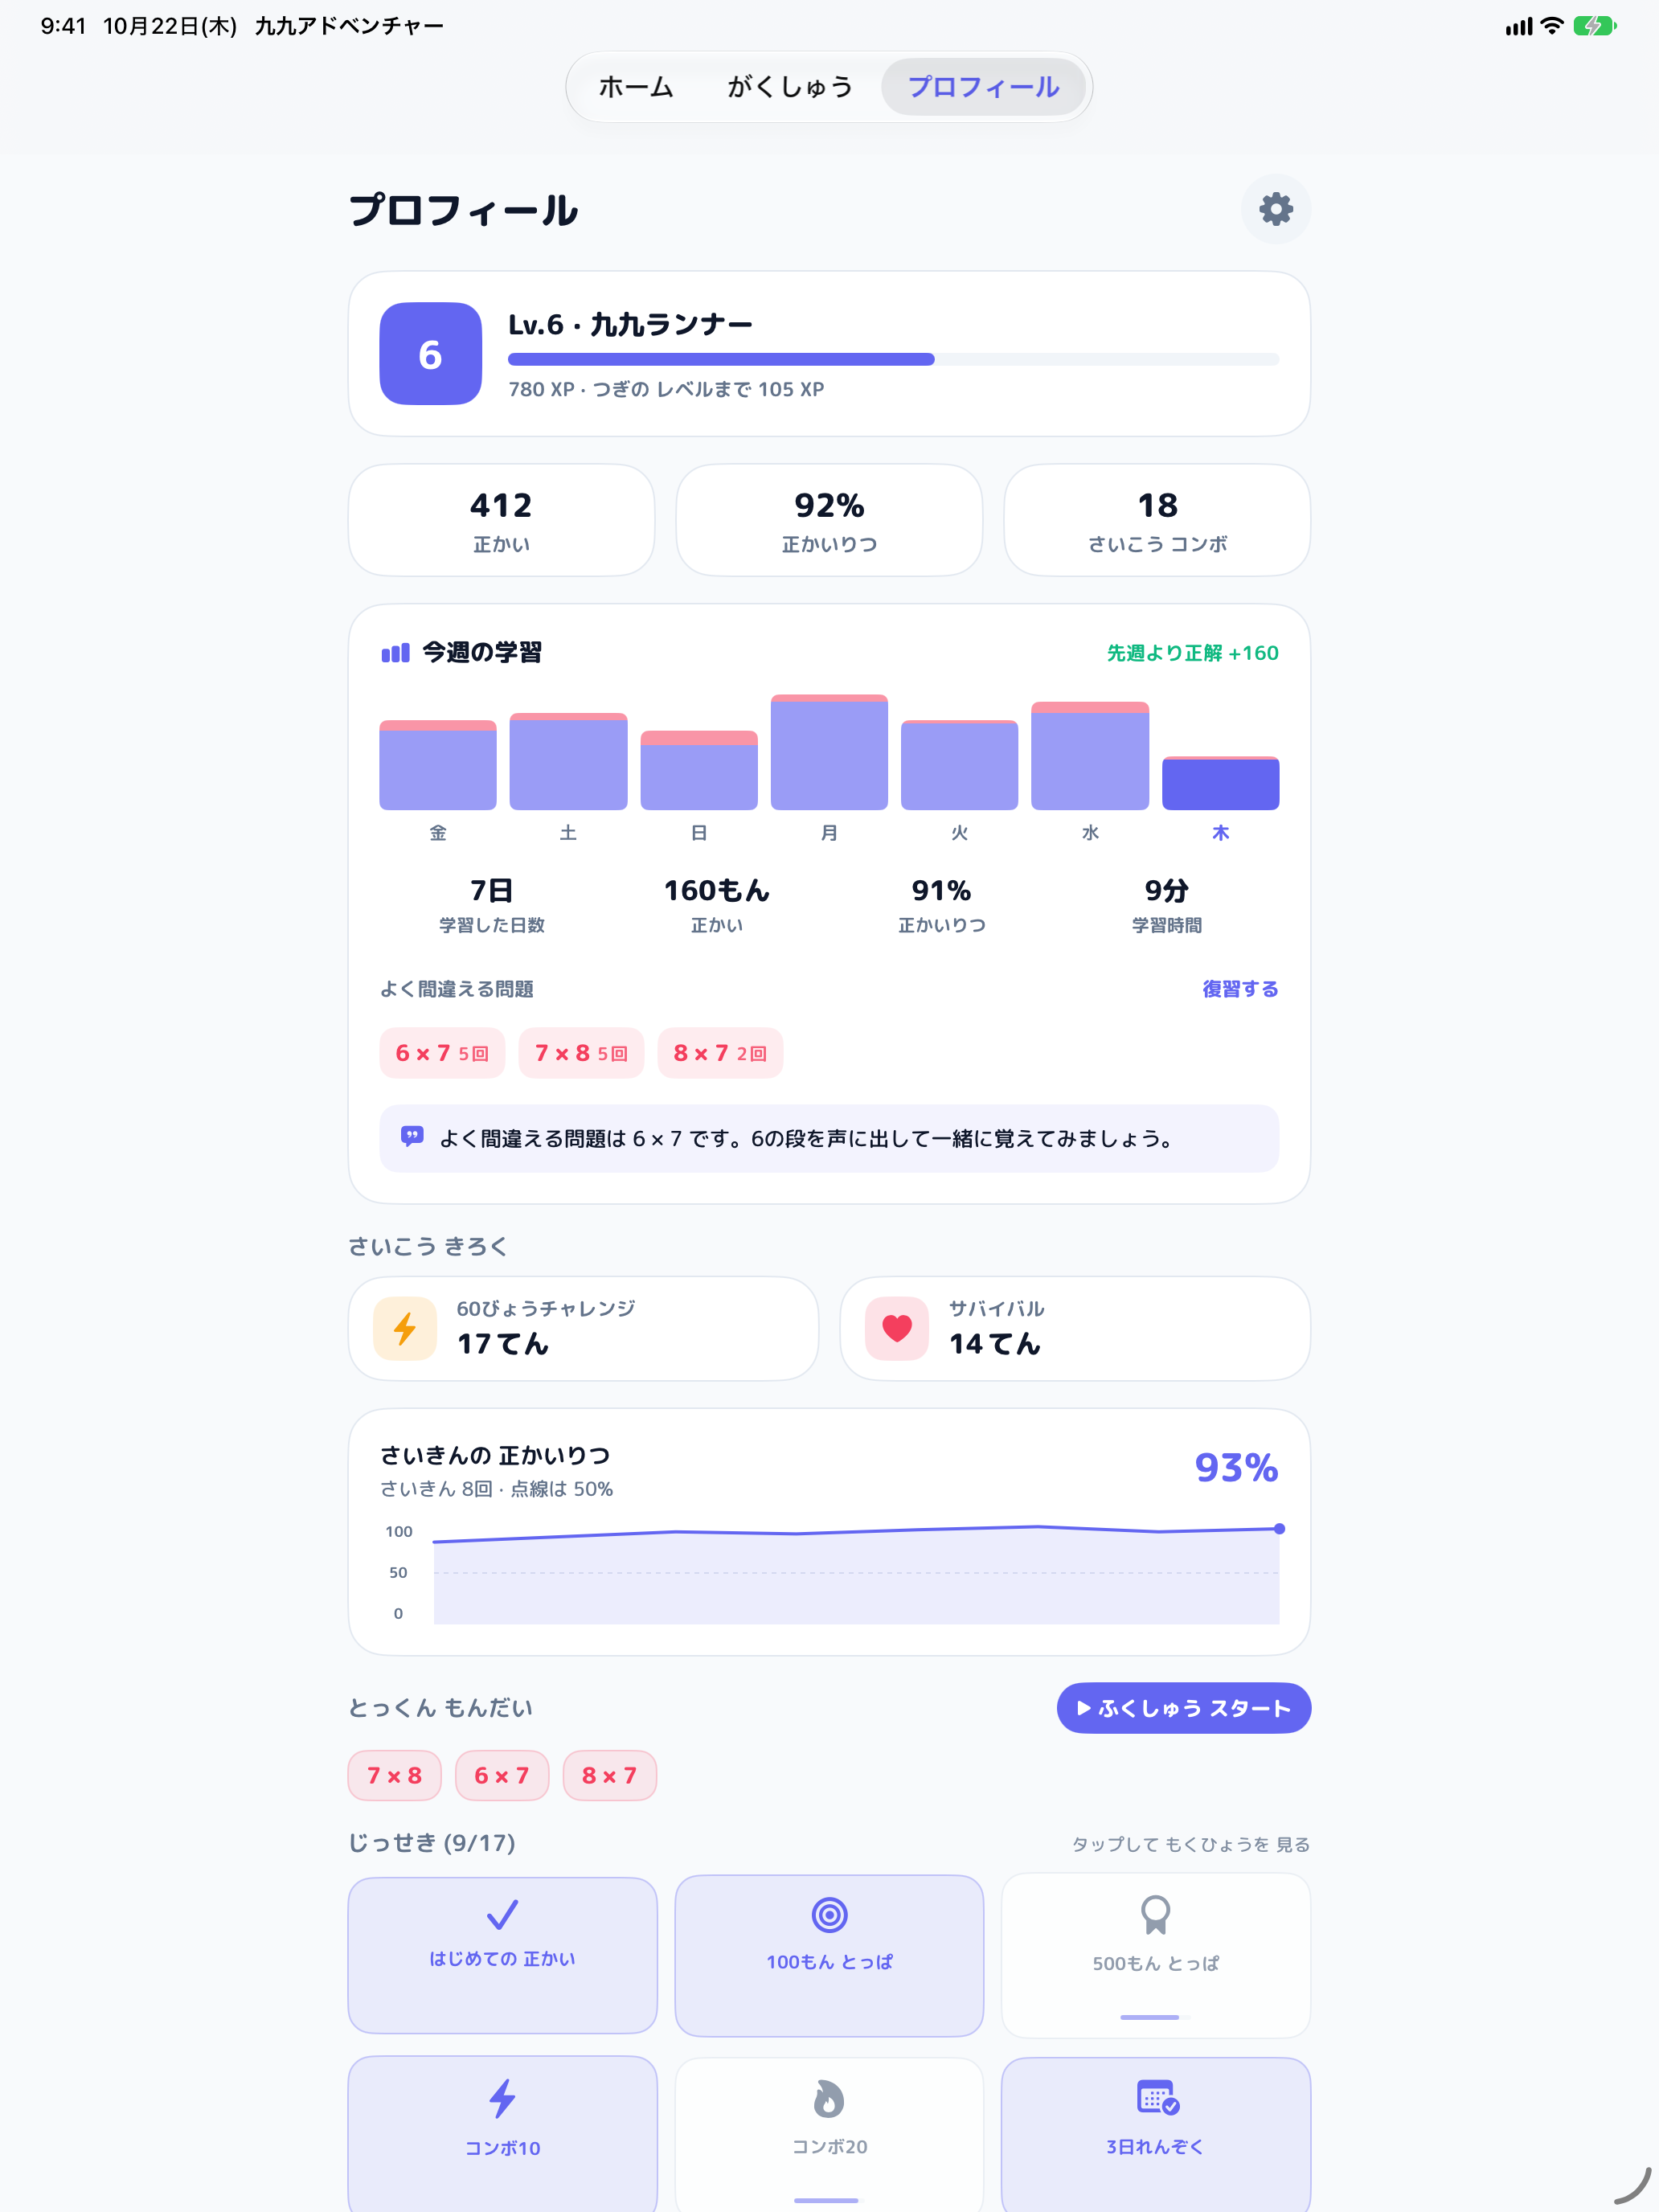 9:41 10月22日(木) 九九アドベンチャー
ホーム がくしゅう プロフィール
プロフィール
6
Lv.6・九九ランナー
780 XP・つぎの レベルまで 105 XP
412
正かい
92%
正かいりつ
18
さいこう コンボ
今週の学習
先週より正解 +160
金 土 日 月 火 水 木
7日
学習した日数
160もん
正かい
91%
正かいりつ
9分
学習時間
よく間違える問題
復習する
6 × 7 5回
7 × 8 5回
8 × 7 2回
よく間違える問題は 6 × 7 です。6の段を声に出して一緒に覚えてみましょう。
さいこう きろく
60びょうチャレンジ
17 てん
サバイバル
14 てん
さいきんの 正かいりつ
さいきん 8回・点線は 50%
93%
100
50
0
とっくん もんだい
ふくしゅう スタート
7 × 8
6 × 7
8 × 7
じっせき (9/17)
タップして もくひょうを 見る
はじめての 正かい
100もん とっぱ
500もん とっぱ
コンボ10
コンボ20
3日れんぞく